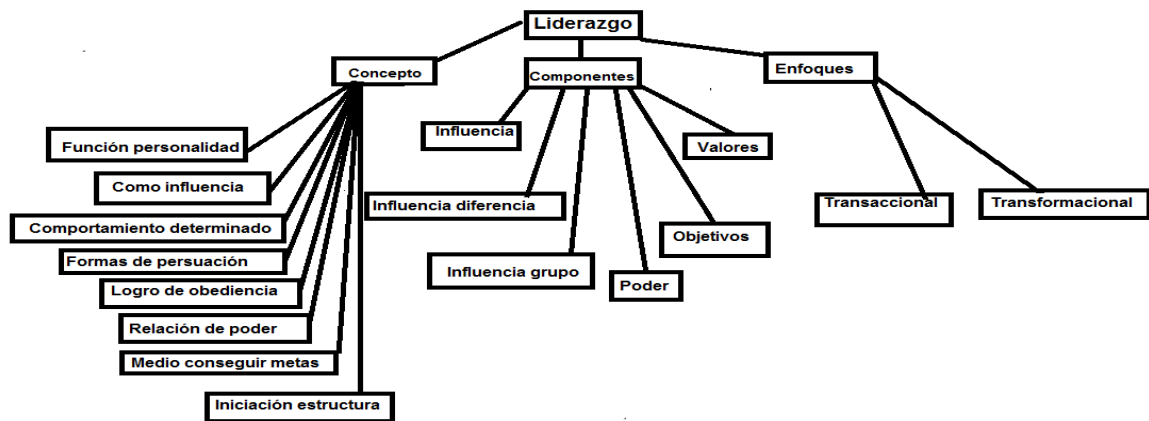 Liderazgo
Concepto
Componentes
Enfoques
Función personalidad
Como influencia
Comportamiento determinado
Formas de persuación
Logro de obediencia
Relación de poder
Medio conseguir metas
Iniciación estructura
Influencia
Influencia diferencia
Influencia grupo
Poder
Objetivos
Valores
Transaccional
Transformacional